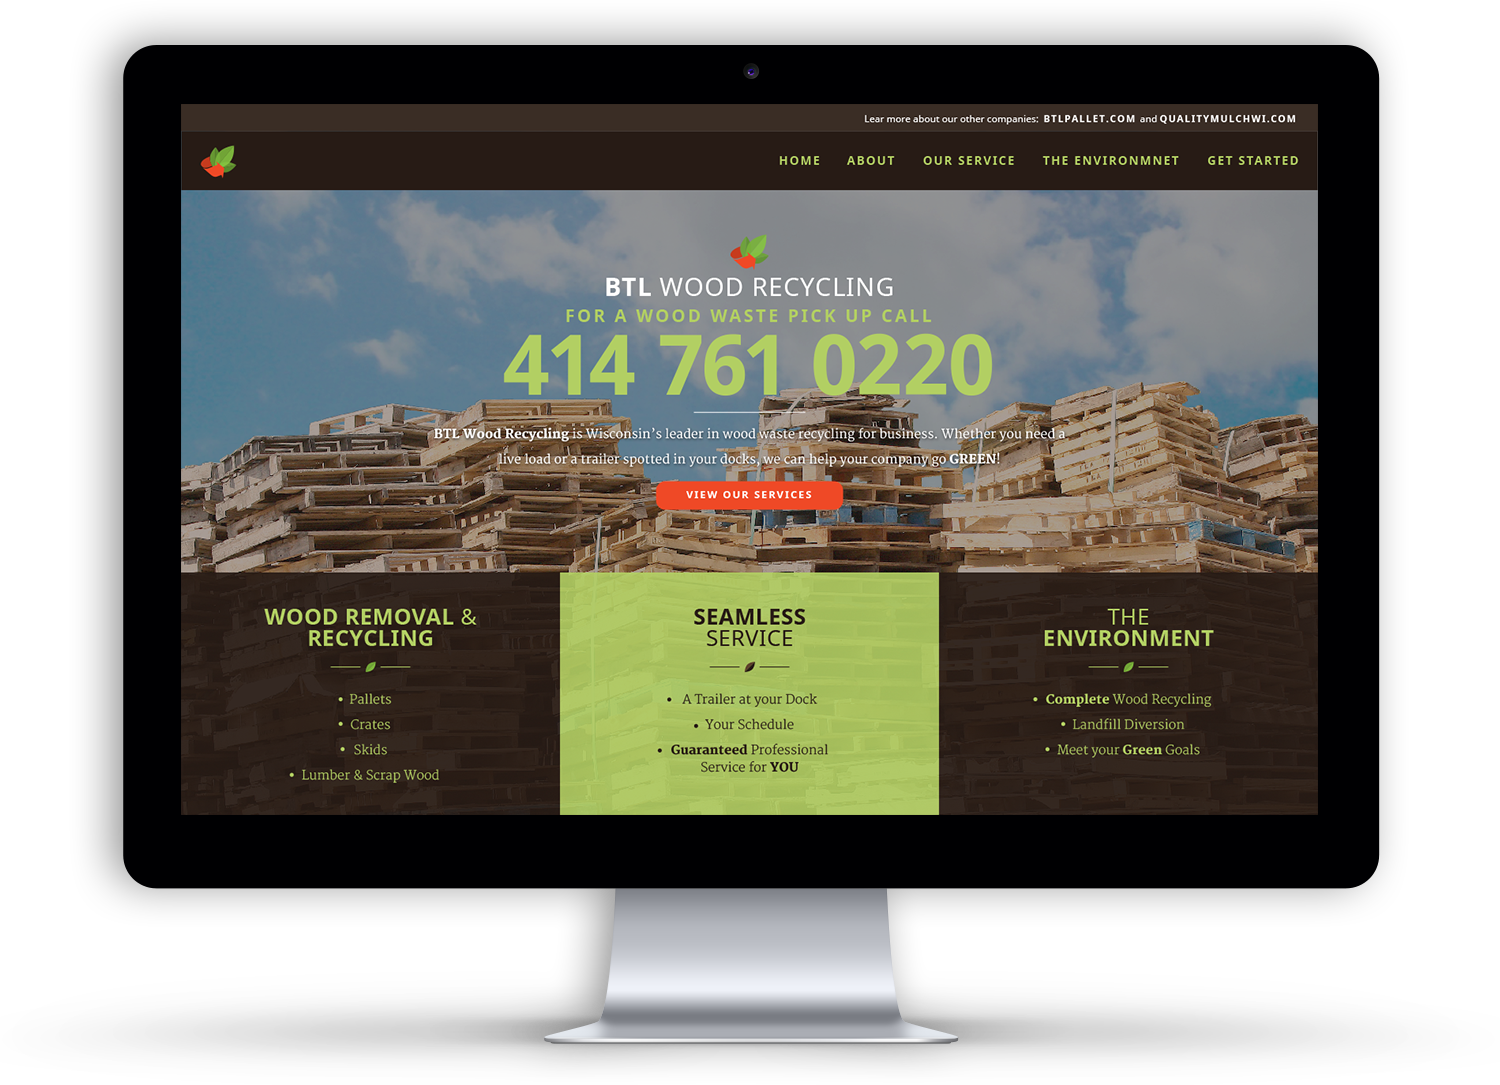 Lear more about our other companies: BTLPALLET.COM and QUALITYMULCHWI.COM
HOME ABOUT OUR SERVICE THE ENVIRONMNET GET STARTED
BTL WOOD RECYCLING
FOR A WOOD WASTE PICK UP CALL
414 761 0220
BTL Wood Recycling is Wisconsin's leader in wood waste recycling for business. Whether you need a
live load or a trailer spotted in your docks, we can help your company go GREEN!
VIEW OUR SERVICES
WOOD REMOVAL &
RECYCLING
• Pallets
• Crates
• Skids
• Lumber & Scrap Wood
SEAMLESS
SERVICE
• A Trailer at your Dock
• Your Schedule
• Guaranteed Professional
Service for YOU
THE
ENVIRONMENT
• Complete Wood Recycling
• Landfill Diversion
• Meet your Green Goals